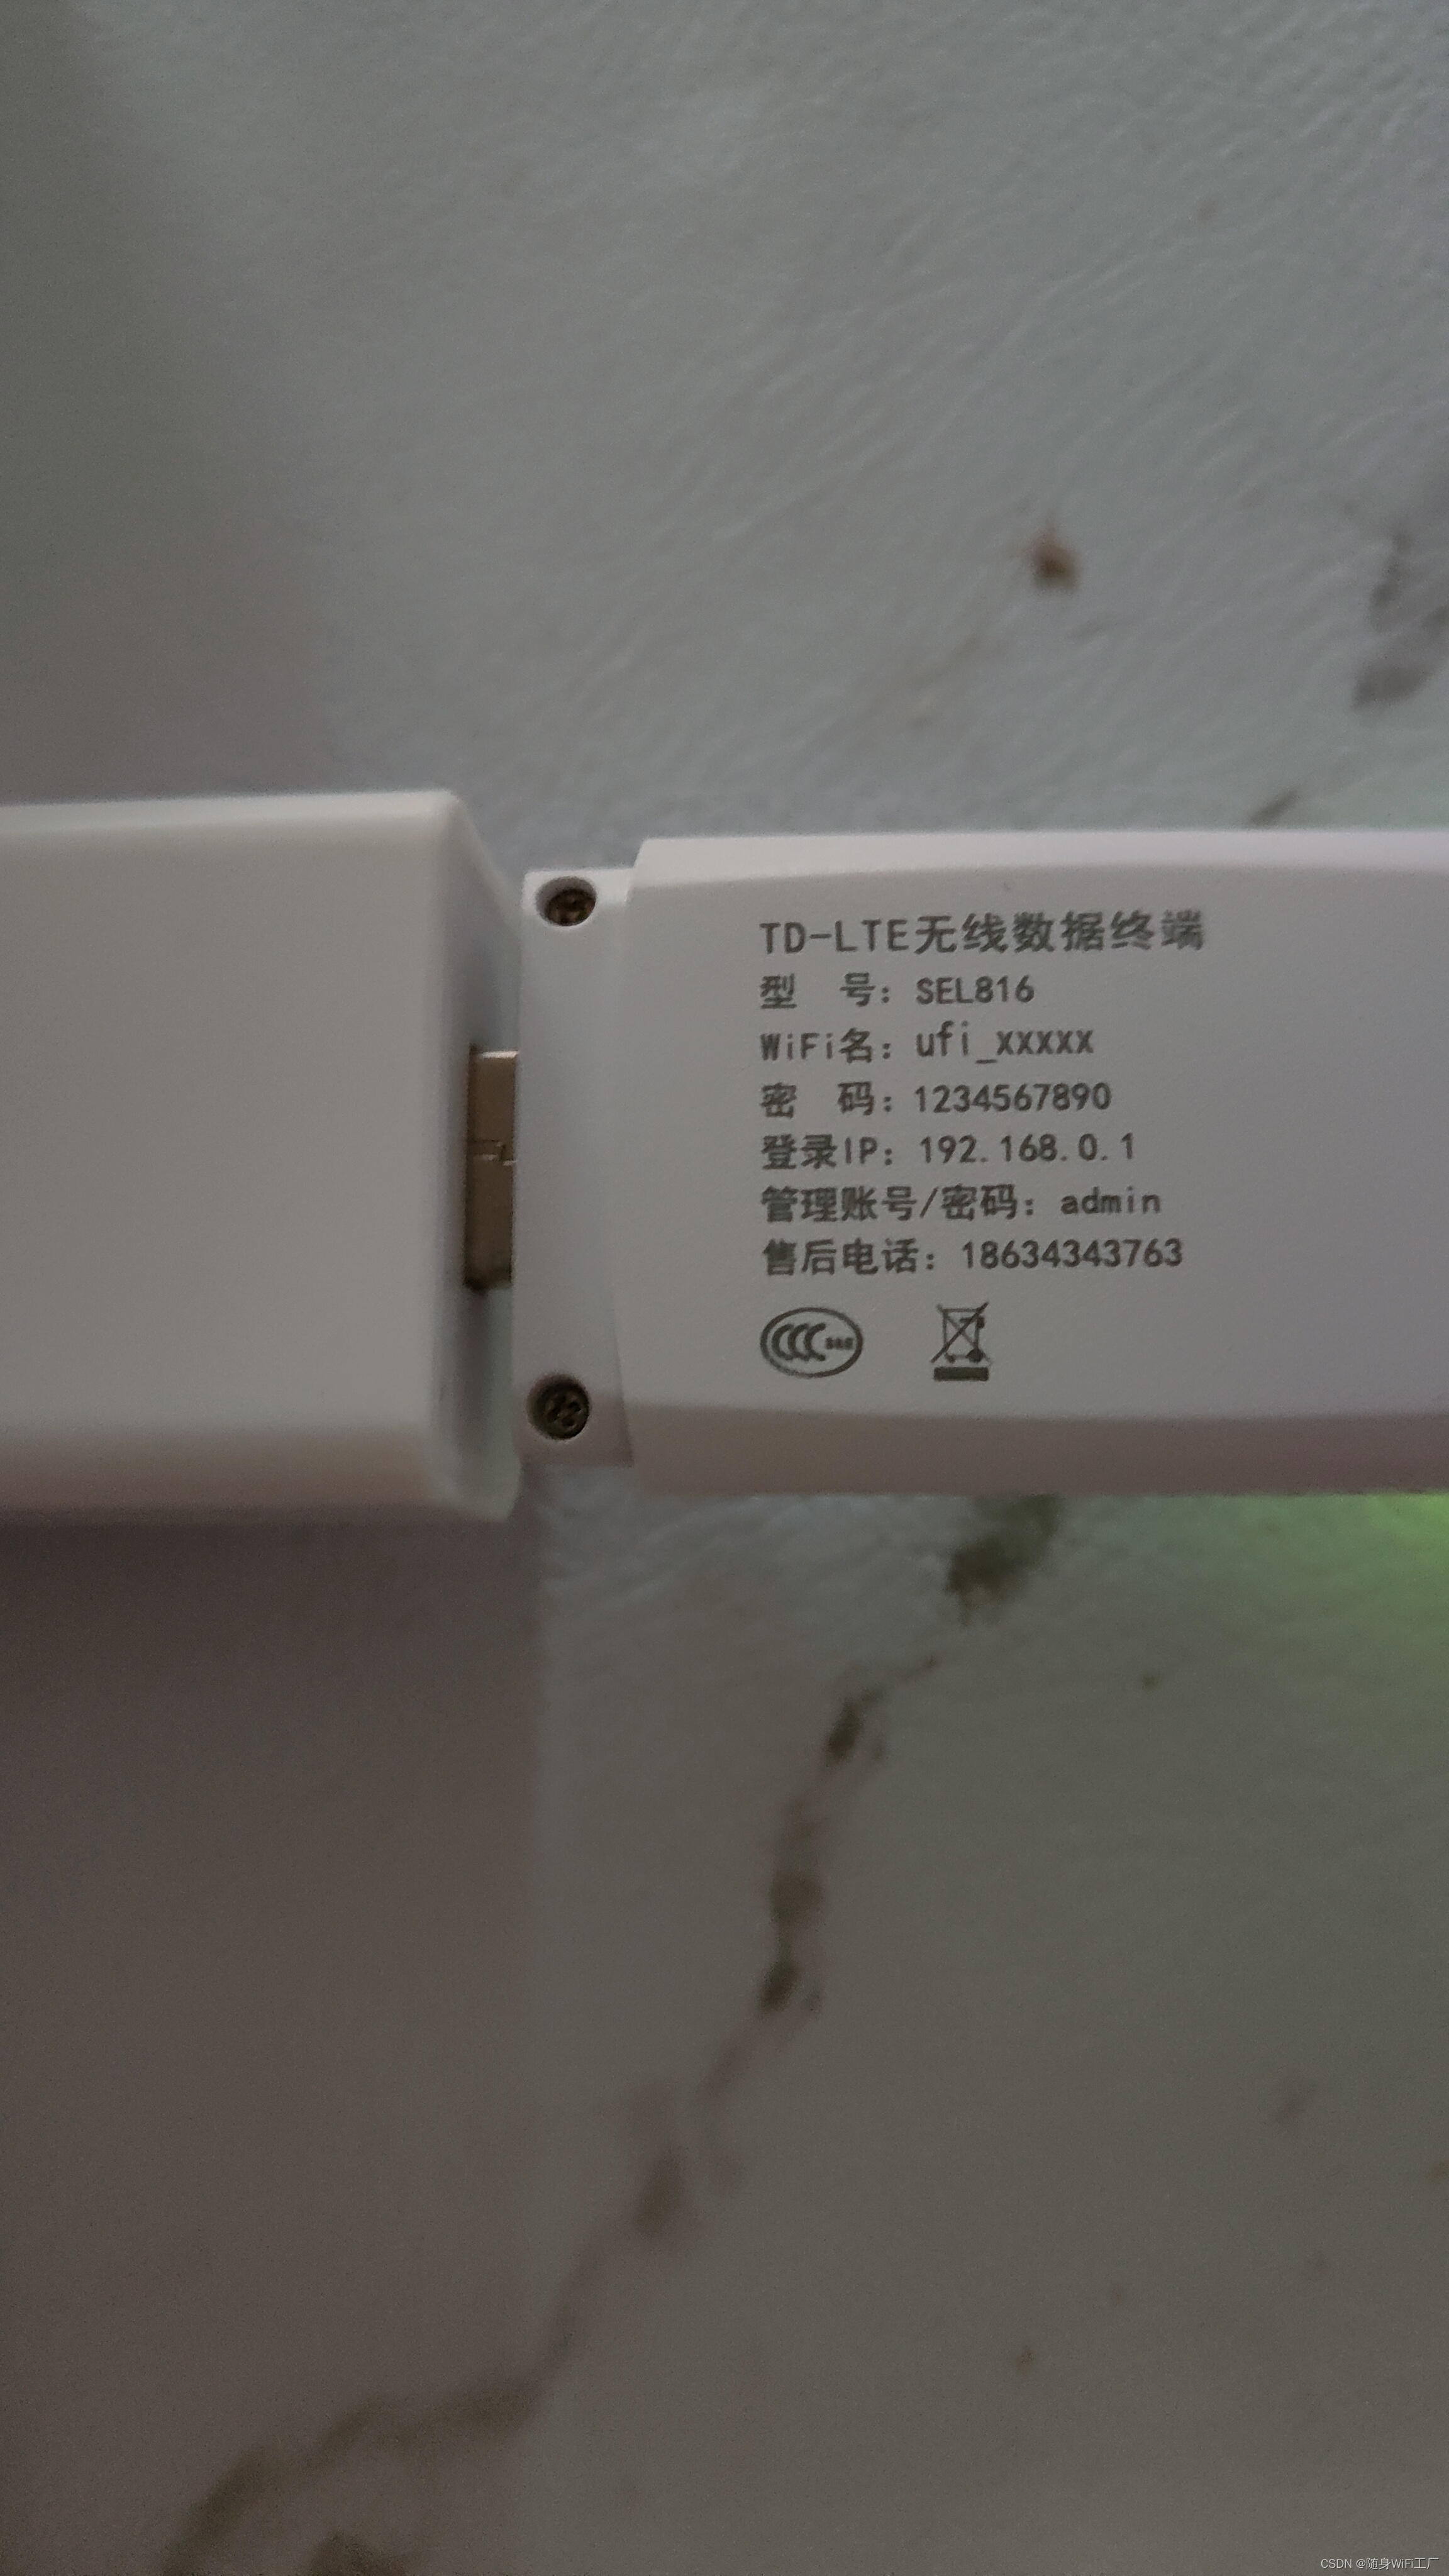 TD-LTE无线数据终端
型 号：SEL816
WiFi名：ufi_xxxxx
密 码：1234567890
登录IP：192.168.0.1
管理账号/密码：admin
售后电话：18634343763
CCC
CSDN @随身WiFi工厂